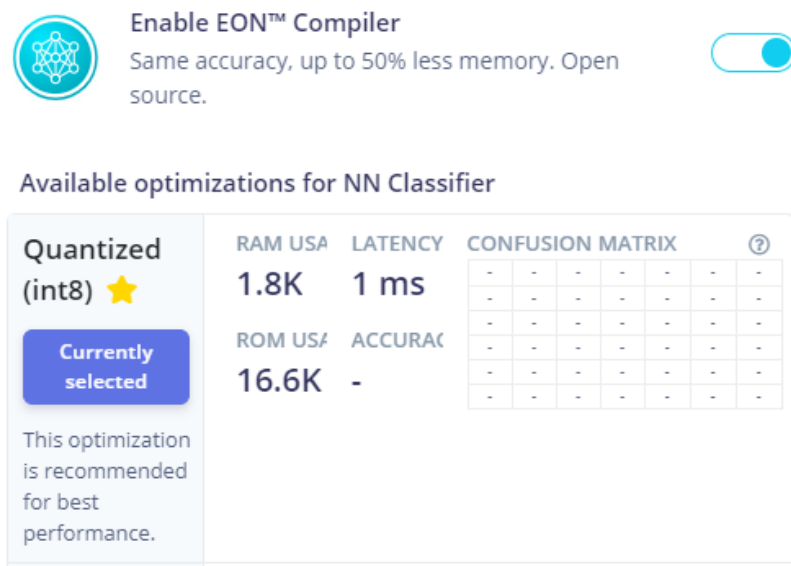 Enable EON™ Compiler
Same accuracy, up to 50% less memory. Open
source.
Available optimizations for NN Classifier
Quantized
(int8)
Currently
selected
This optimization
is recommended
for best
performance.
RAM USA LATENCY CONFUSION MATRIX ?
1.8K 1 ms
ROM USA ACCURAC
16.6K -
- - - - - - -
- - - - - - -
- - - - - - -
- - - - - - -
- - - - - - -
- - - - - - -